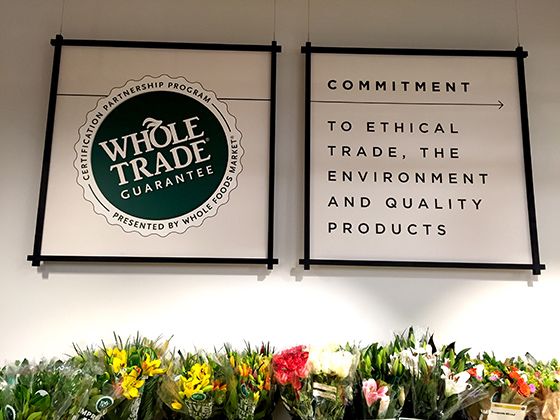 CERTIFICATION PARTNERSHIP PROGRAM
WHOLE
TRADE
GUARANTEE
PRESENTED BY WHOLE FOODS MARKET®
COMMITMENT
TO ETHICAL
TRADE, THE
ENVIRONMENT
AND QUALITY
PRODUCTS